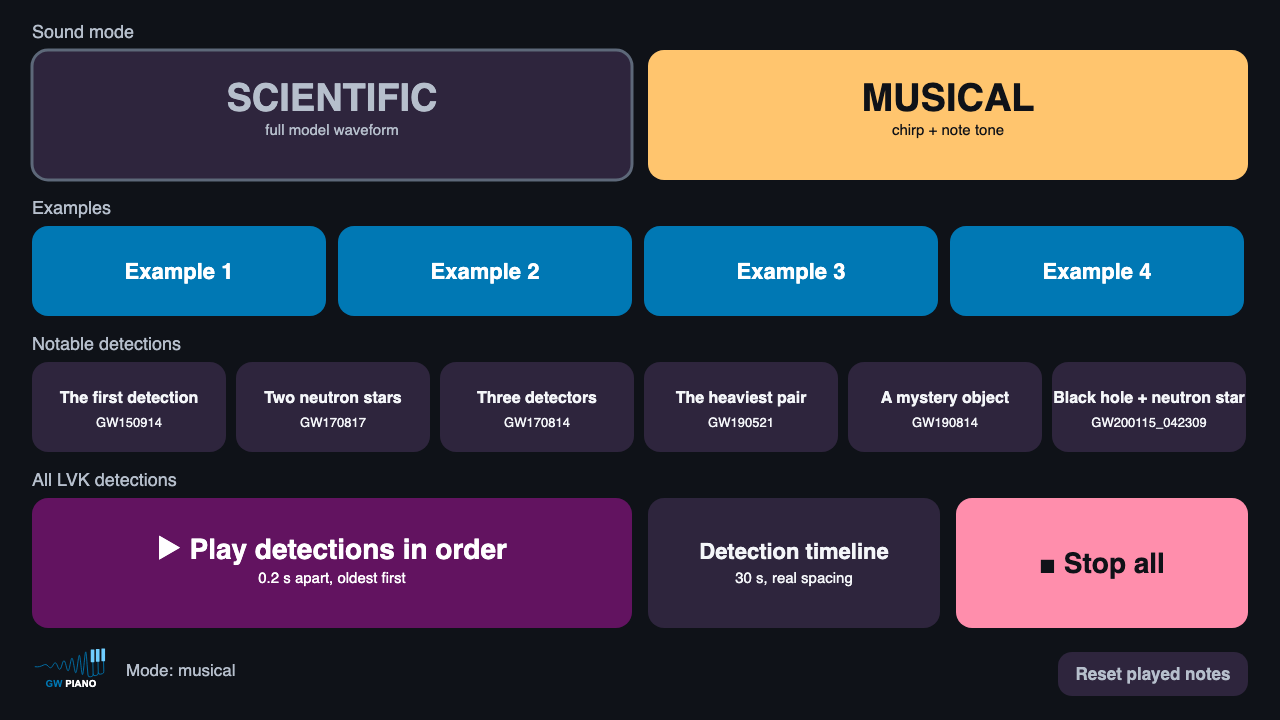 Sound mode
SCIENTIFIC
full model waveform
MUSICAL
chirp + note tone
Examples
Example 1
Example 2
Example 3
Example 4
Notable detections
The first detection
GW150914
Two neutron stars
GW170817
Three detectors
GW170814
The heaviest pair
GW190521
A mystery object
GW190814
Black hole + neutron star
GW200115_042309
All LVK detections
▶ Play detections in order
0.2 s apart, oldest first
Detection timeline
30 s, real spacing
■ Stop all
GW PIANO
Mode: musical
Reset played notes